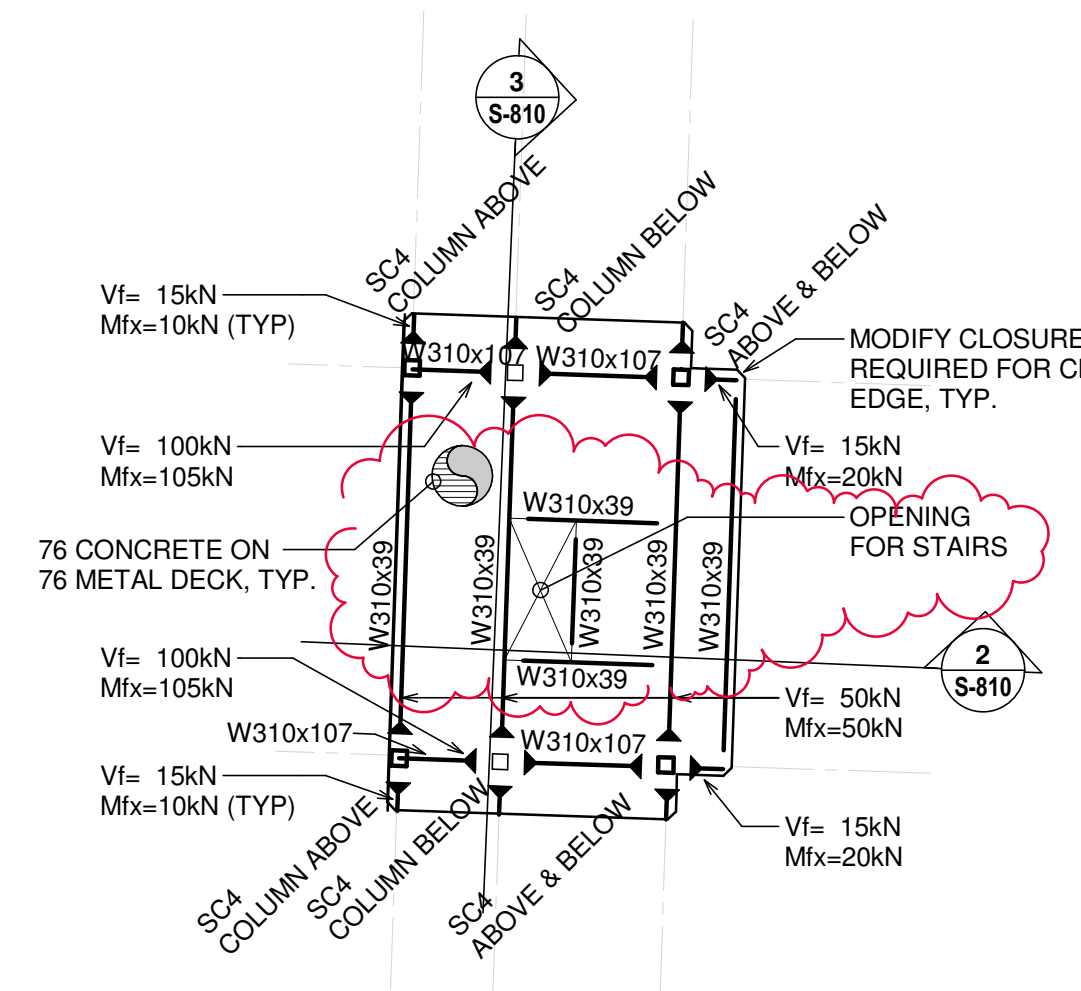 3
S-810
SC4
COLUMN ABOVE
SC4
COLUMN BELOW
SC4
ABOVE & BELOW
Vf= 15kN
Mfx=10kN (TYP)
MODIFY CLOSURE
REQUIRED FOR
EDGE, TYP.
W310x107
W310x107
Vf= 100kN
Mfx=105kN
Vf= 15kN
Mfx=20kN
W310x39
OPENING
FOR STAIRS
76 CONCRETE ON
76 METAL DECK, TYP.
W310x39
W310x39
W310x39
W310x39
W310x39
W310x39
2
S-810
Vf= 100kN
Mfx=105kN
Vf= 50kN
Mfx=50kN
W310x107
W310x107
Vf= 15kN
Mfx=10kN (TYP)
Vf= 15kN
Mfx=20kN
SC4
COLUMN ABOVE
SC4
COLUMN BELOW
SC4
ABOVE & BELOW